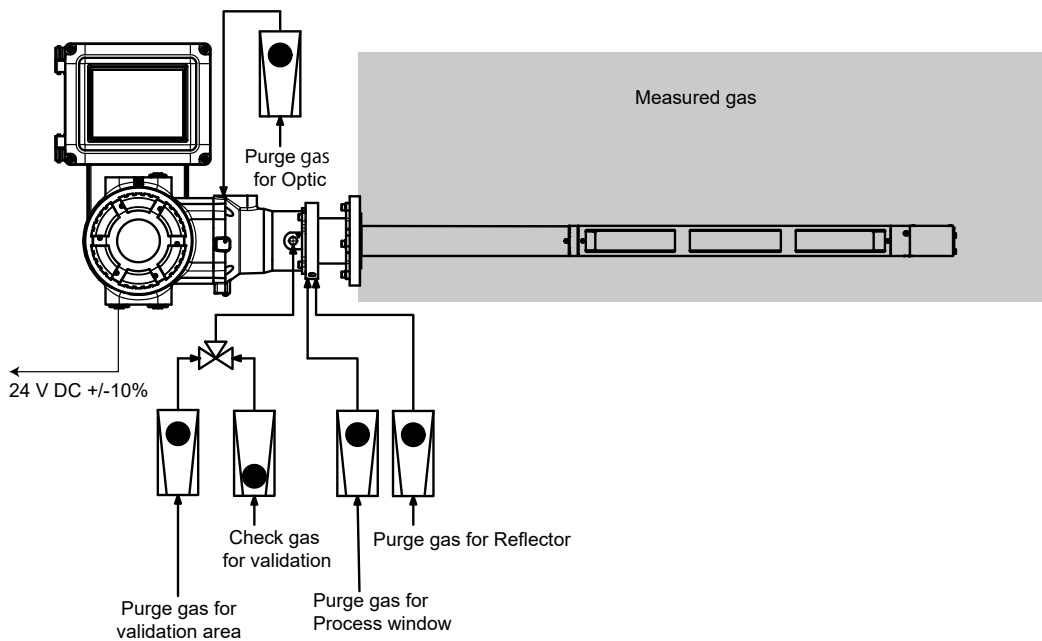 Measured gas
Purge gas
for Optic
24 V DC +/-10%
Check gas
for validation
Purge gas for Reflector
Purge gas for
validation area
Purge gas for
Process window